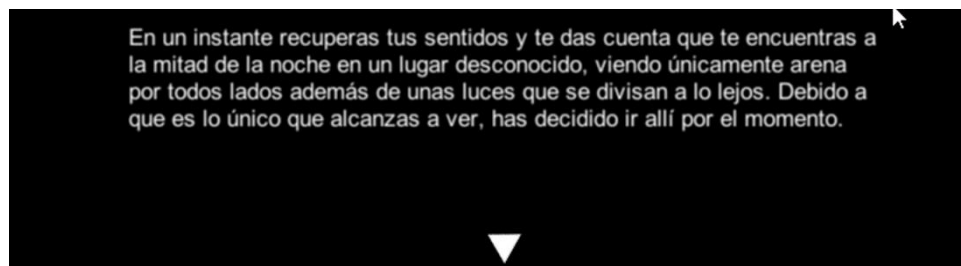 En un instante recuperas tus sentidos y te das cuenta que te encuentras a
la mitad de la noche en un lugar desconocido, viendo únicamente arena
por todos lados además de unas luces que se divisan a lo lejos. Debido a
que es lo único que alcanzas a ver, has decidido ir allí por el momento.